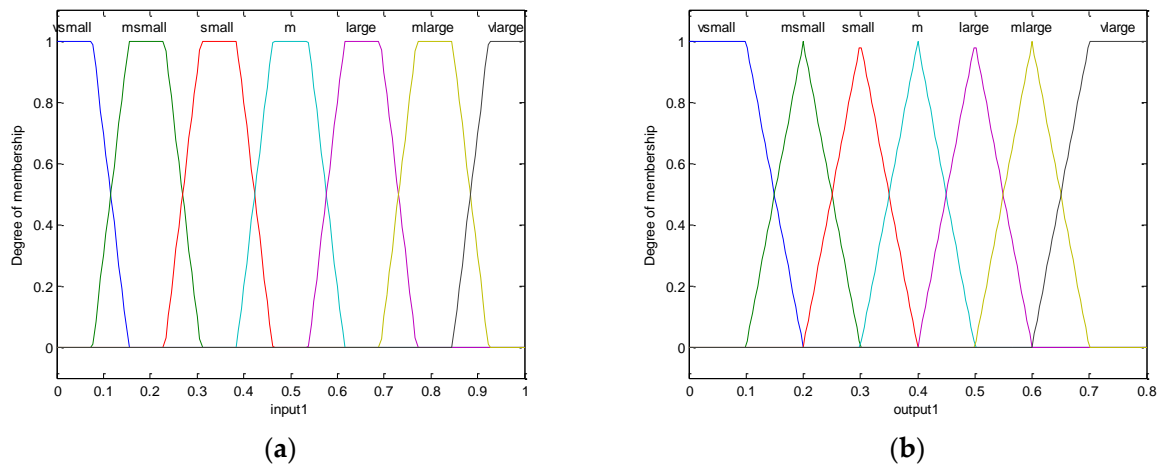 vsmall msmall small m large mlarge vlarge
1
0.8
0.6
0.4
0.2
0
Degree of membership
0 0.1 0.2 0.3 0.4 0.5 0.6 0.7 0.8 0.9 1
input1
(a)
vsmall msmall small m large mlarge vlarge
1
0.8
0.6
0.4
0.2
0
Degree of membership
0 0.1 0.2 0.3 0.4 0.5 0.6 0.7 0.8
output1
(b)